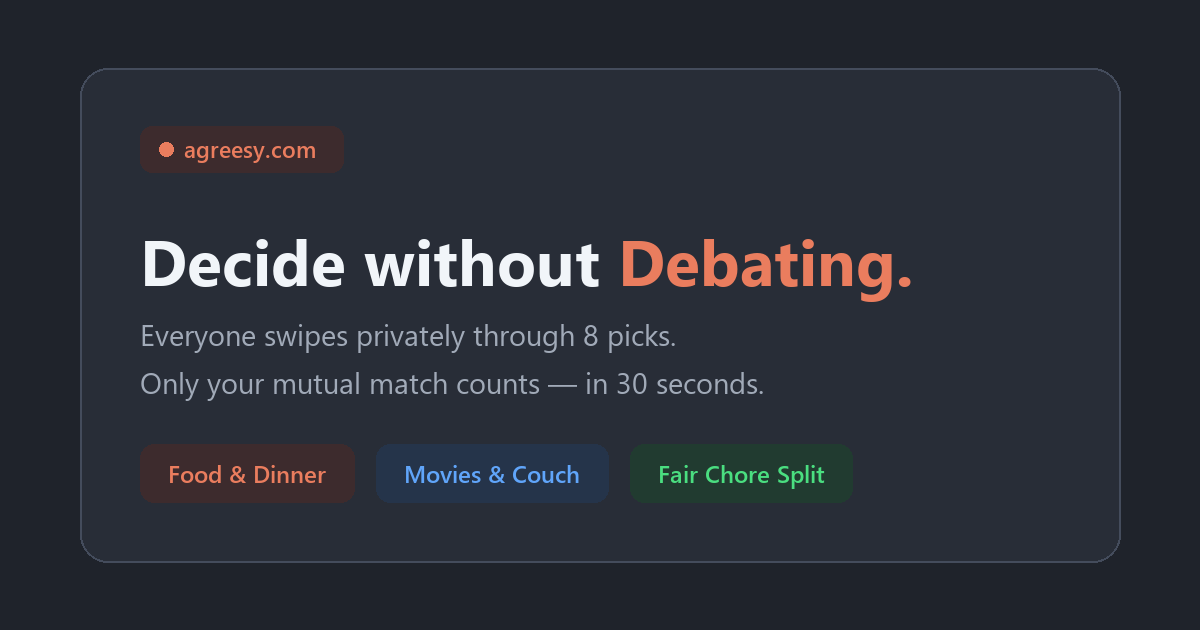 agreesy.com
Decide without Debating.
Everyone swipes privately through 8 picks.
Only your mutual match counts — in 30 seconds.
Food & Dinner
Movies & Couch
Fair Chore Split